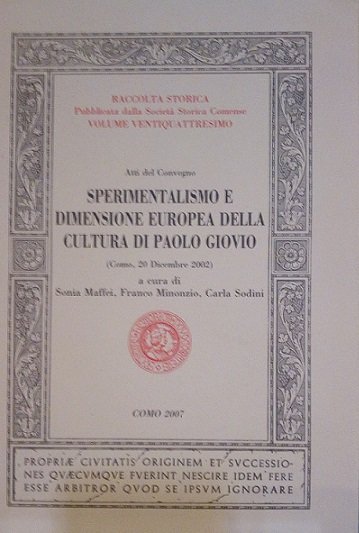 RACCOLTA STORICA
Pubblicata dalla Società Storica Comense
VOLUME VENTIQUATTRESIMO
Atti del Convegno
SPERIMENTALISMO E
DIMENSIONE EUROPEA DELLA
CULTURA DI PAOLO GIOVIO
(Como, 20 Dicembre 2002)
a cura di
Sonia Maffei, Franco Minonzio, Carla Sodini
COMO 2007
PROPRIÆ CIVITATIS ORIGINEM ET SVCCESSIO-
NES QVÆCVMQVE FVERINT NESCIRE IDEM FERE
ESSE ARBITROR QVOD SE IPSVM IGNORARE